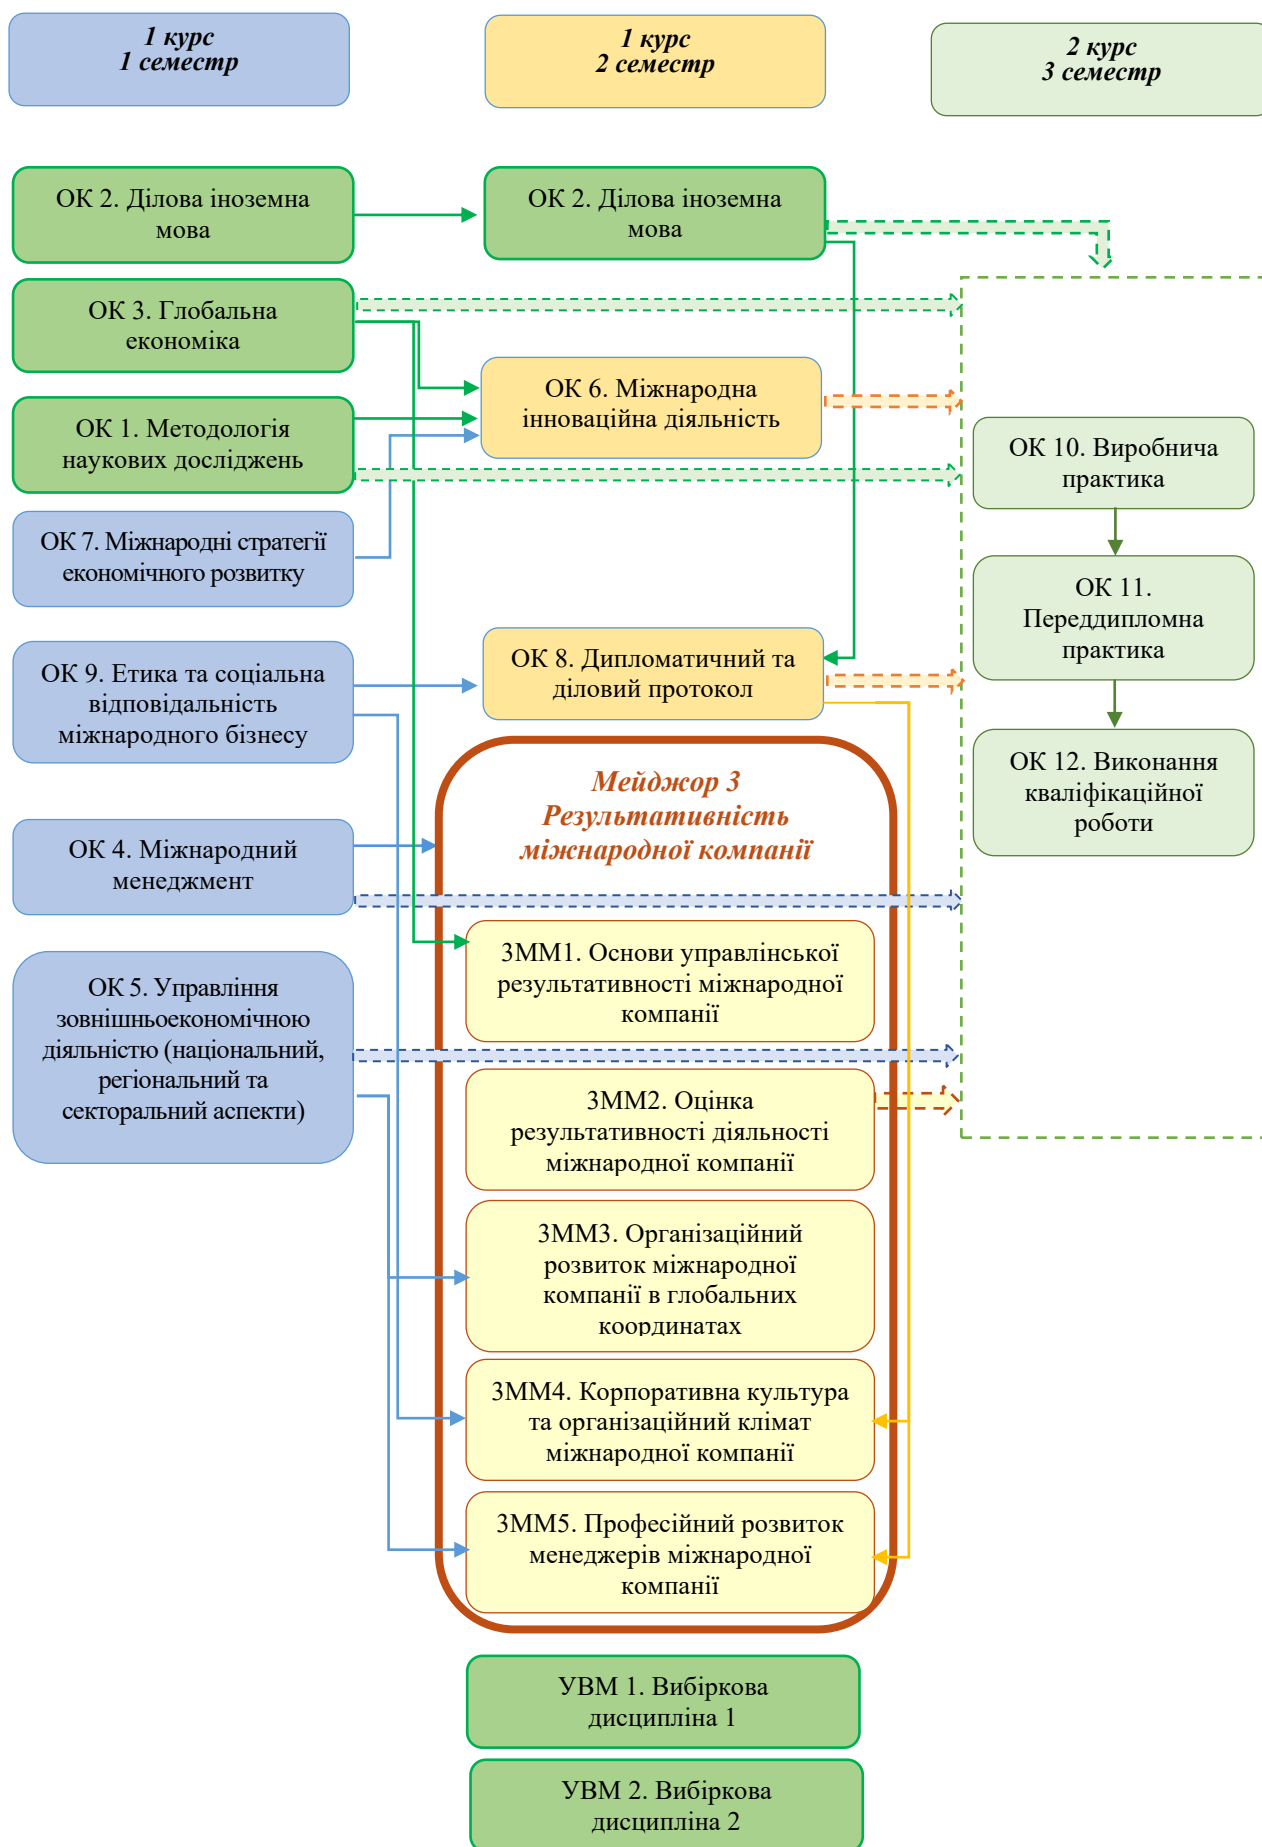 1 курс
1 семестр
1 курс
2 семестр
2 курс
3 семестр
ОК 2. Ділова іноземна
мова
ОК 2. Ділова іноземна
мова
ОК 3. Глобальна
економіка
ОК 6. Міжнародна
інноваційна діяльність
ОК 1. Методологія
наукових досліджень
ОК 10. Виробнича
практика
ОК 7. Міжнародні стратегії
економічного розвитку
ОК 11.
Переддипломна
практика
ОК 9. Етика та соціальна
відповідальність
міжнародного бізнесу
ОК 8. Дипломатичний та
діловий протокол
ОК 12. Виконання
кваліфікаційної
роботи
Мейджор 3
Результативність
міжнародної компанії
ОК 4. Міжнародний
менеджмент
3ММ1. Основи управлінської
результативності міжнародної
компанії
ОК 5. Управління
зовнішньоекономічною
діяльністю (національний,
регіональний та
секторальний аспекти)
3ММ2. Оцінка
результативності діяльності
міжнародної компанії
3ММ3. Організаційний
розвиток міжнародної
компанії в глобальних
координатах
3ММ4. Корпоративна культура
та організаційний клімат
міжнародної компанії
3ММ5. Професійний розвиток
менеджерів міжнародної
компанії
УВМ 1. Вибіркова
дисципліна 1
УВМ 2. Вибіркова
дисципліна 2